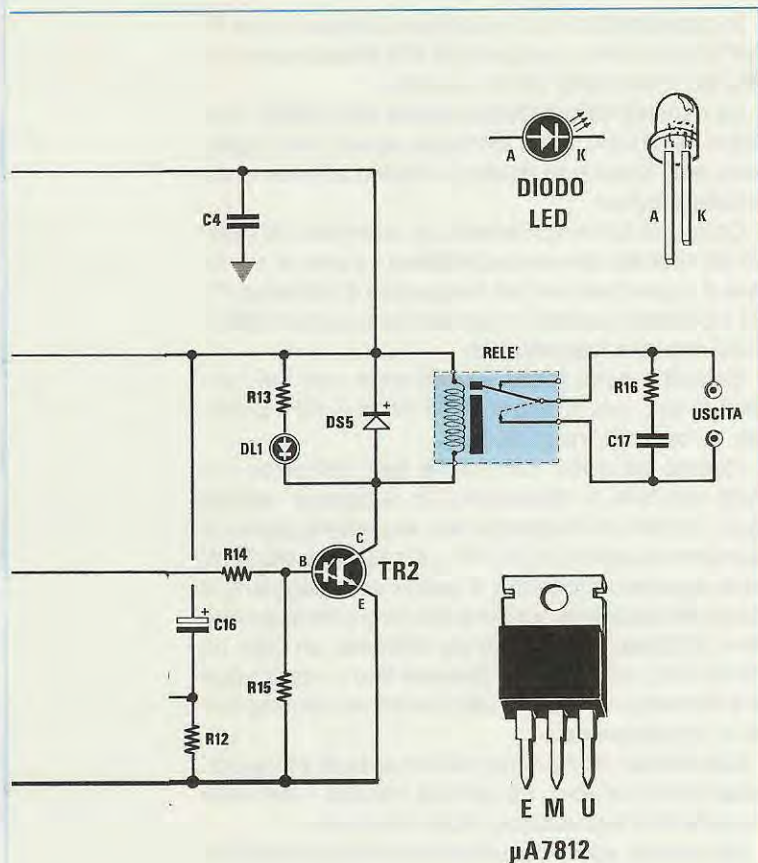 A K
DIODO
LED
A K
C4
RELE'
R13
DS5
+
DL1
R16
C17
USCITA
R14
B
C
E
TR2
+
C16
R15
R12
E M U
µA7812